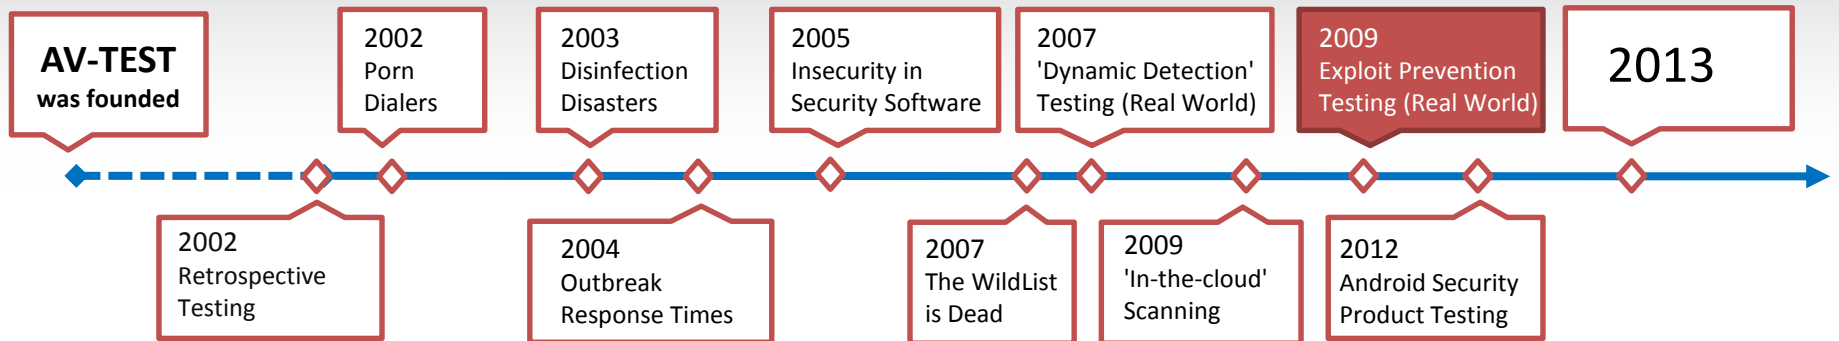 AV-TEST
was founded
2002
Porn
Dialers
2003
Disinfection
Disasters
2005
Insecurity in
Security Software
2007
'Dynamic Detection'
Testing (Real World)
2009
Exploit Prevention
Testing (Real World)
2013
2002
Retrospective
Testing
2004
Outbreak
Response Times
2007
The WildList
is Dead
2009
'In-the-cloud'
Scanning
2012
Android Security
Product Testing